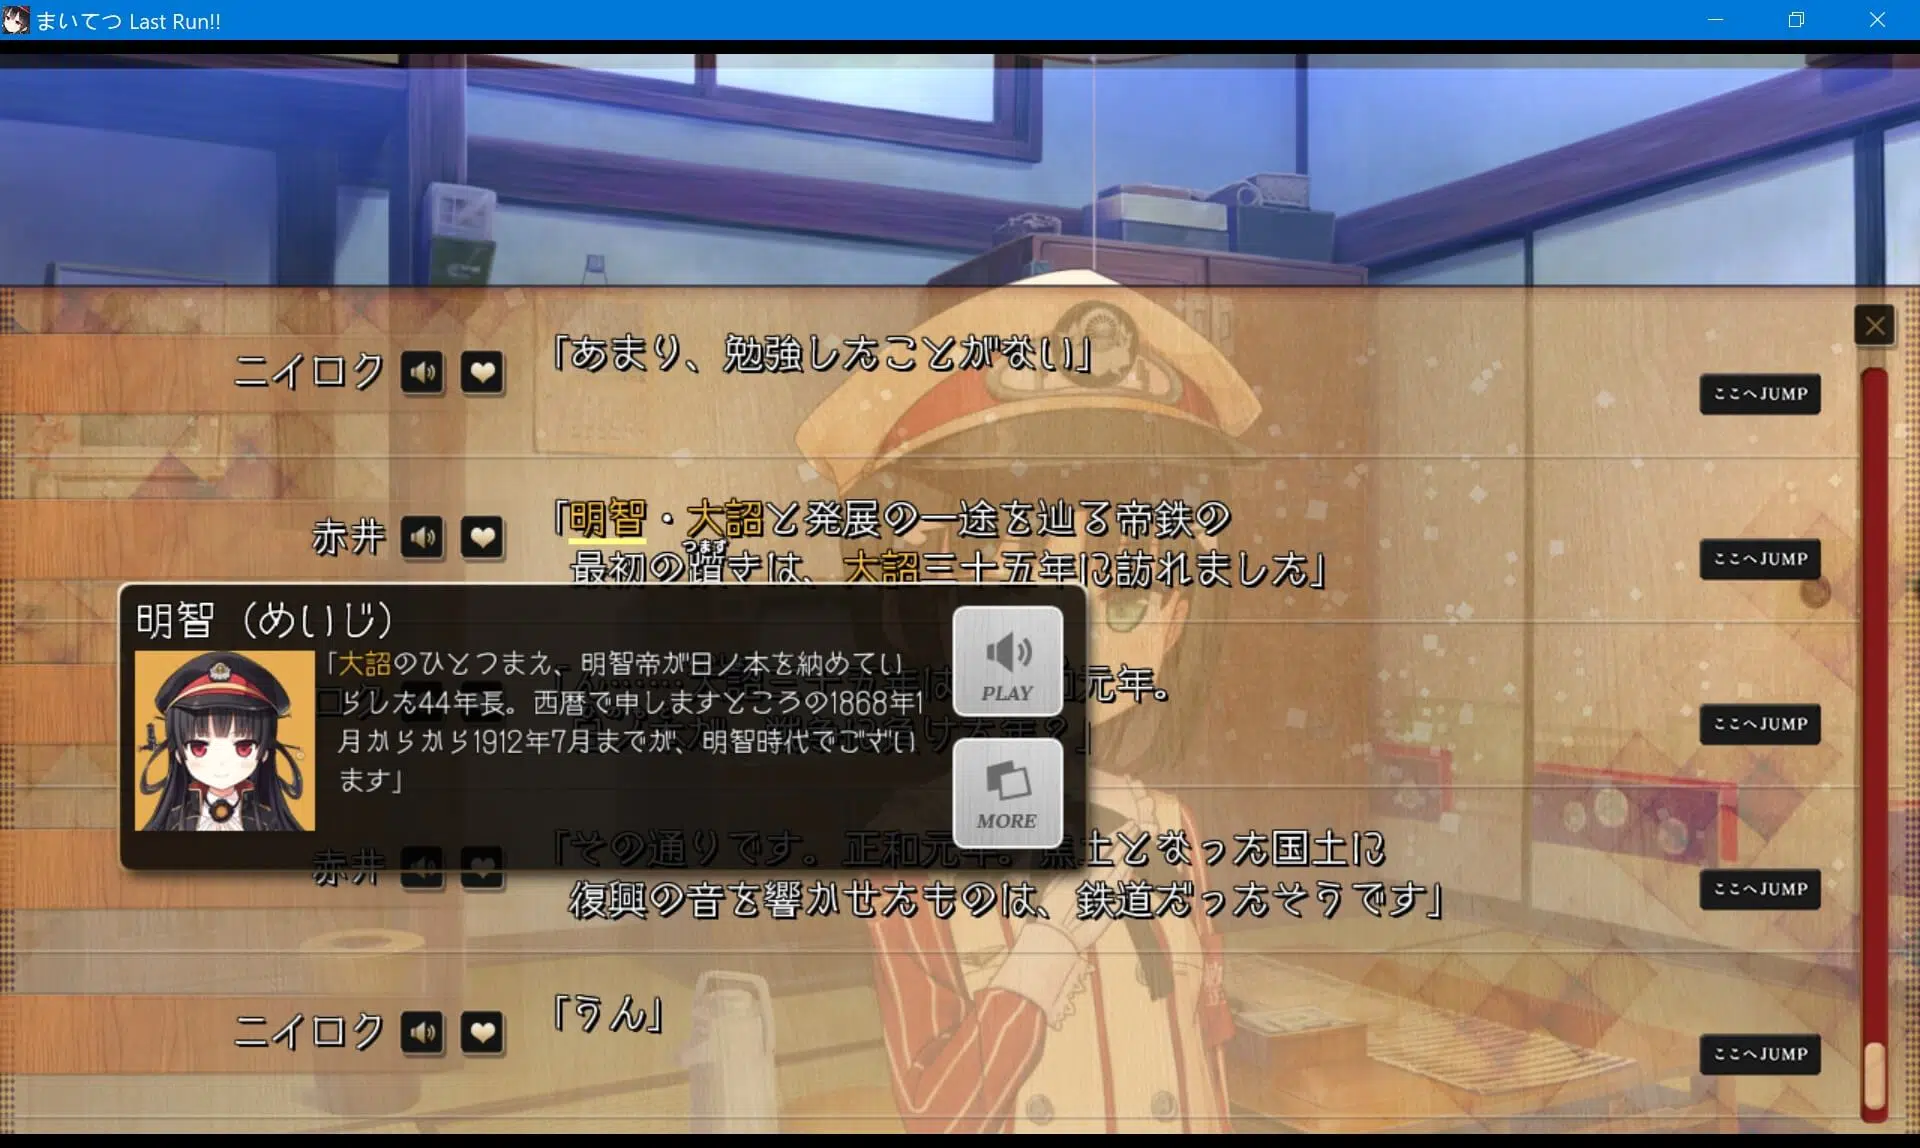 まいてつ Last Run!!
ニイロク
「あまり、勉強したことがない」
ここへJUMP
赤井
「明智・大詔と発展の一途を辿る帝鉄の
つまず
最初の躓きは、大詔三十五年に訪れました」
ここへJUMP
明智（めいじ）
「大詔のひとつまえ、明智帝が日ノ本を納めてい
らした44年長。西暦で申しますところの1868年1
月からから1912年7月までが、明智時代でござい
ます」
PLAY
MORE
元年。
ここへJUMP
赤井
「その通りです。正和元年。焦土となった国土に
復興の音を響かせたものは、鉄道だったそうです」
ここへJUMP
ニイロク
「うん」
ここへJUMP